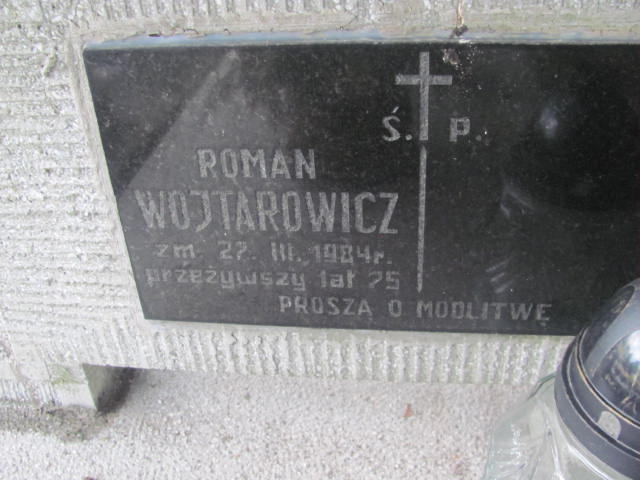 Ś. P.
ROMAN
WOJTAROWICZ
zm. 27. III. 1984r.
przeżywszy lat 75
PROSZĄ O MODLITWĘ